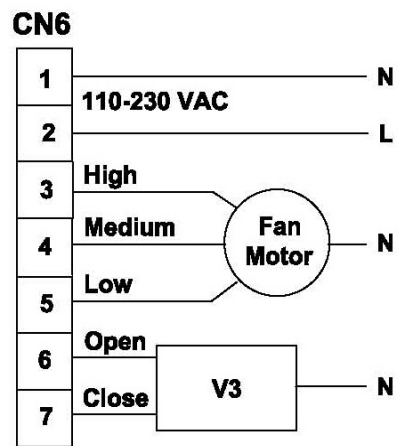 CN6
1 N
110-230 VAC
2 L
3 High
4 Medium Fan Motor N
5 Low
6 Open
V3 N
7 Close